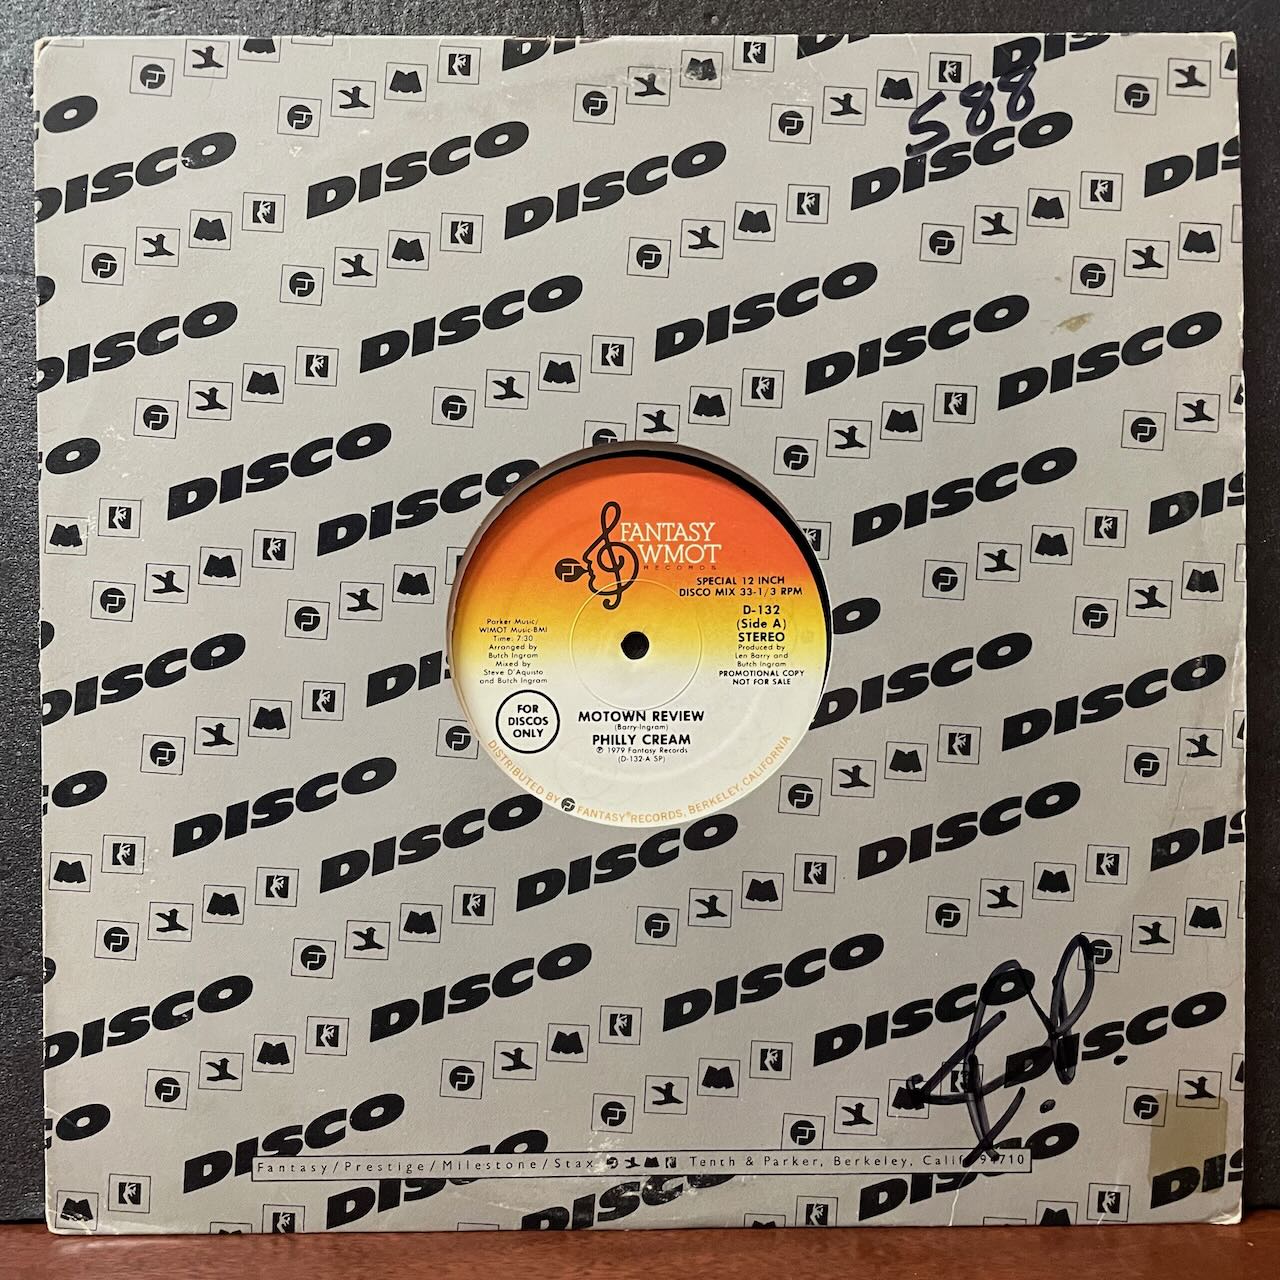 588
DISCO
FANTASY
WMOT
RECORDS
SPECIAL 12 INCH
DISCO MIX 33-1/3 RPM
D-132
(Side A)
STEREO
Produced by
Len Barry and
Butch Ingram
PROMOTIONAL COPY
NOT FOR SALE
Parker Music/
WIMOT Music-BMI
Time: 7:30
Arranged by
Butch Ingram
Mixed by
Steve D'Aquisto
and Butch Ingram
FOR
DISCOS
ONLY
MOTOWN REVIEW
(Barry-Ingram)
PHILLY CREAM
℗ 1979 Fantasy Records
(D-132-A SP)
DISTRIBUTED BY FANTASY® RECORDS, BERKELEY, CALIFORNIA
Fantasy/Prestige/Milestone/Stax Tenth & Parker, Berkeley, Calif. 94710